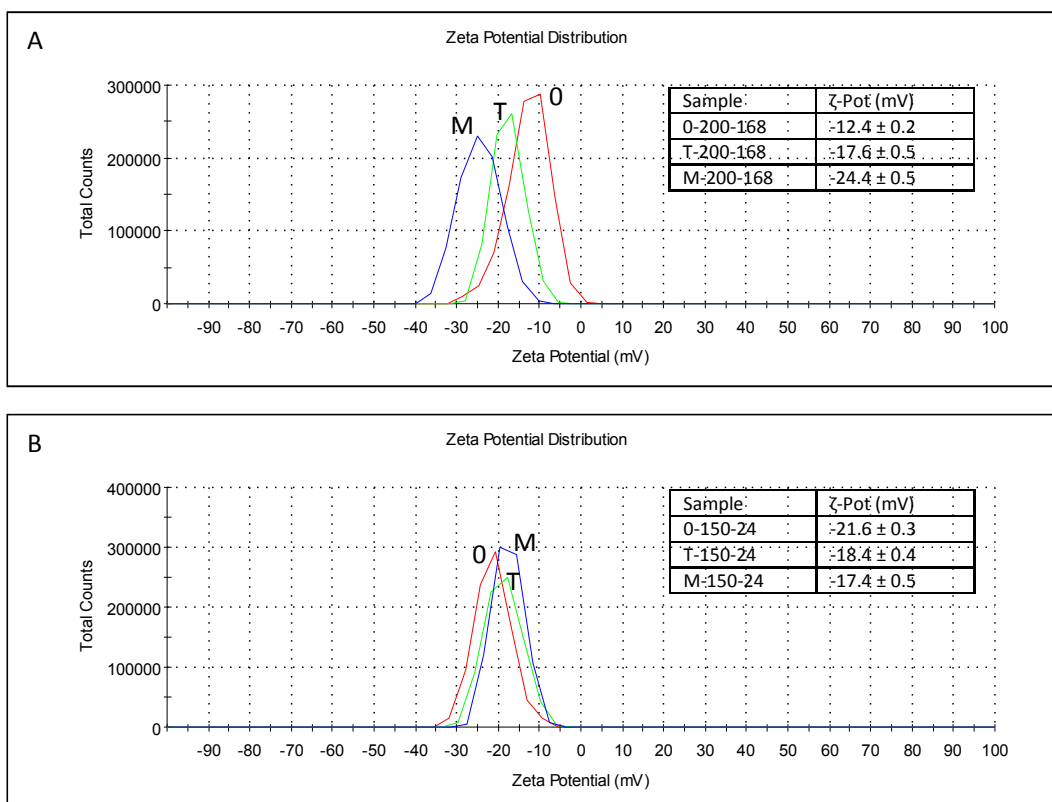 A
Zeta Potential Distribution
Total Counts
300000
200000
100000
0
M
T
0
Sample ζ-Pot (mV)
0-200-168 -12.4 ± 0.2
T-200-168 -17.6 ± 0.5
M-200-168 -24.4 ± 0.5
-90 -80 -70 -60 -50 -40 -30 -20 -10 0 10 20 30 40 50 60 70 80 90 100
Zeta Potential (mV)
B
Zeta Potential Distribution
Total Counts
400000
300000
200000
100000
0
0
M
T
Sample ζ-Pot (mV)
0-150-24 -21.6 ± 0.3
T-150-24 -18.4 ± 0.4
M-150-24 -17.4 ± 0.5
-90 -80 -70 -60 -50 -40 -30 -20 -10 0 10 20 30 40 50 60 70 80 90 100
Zeta Potential (mV)